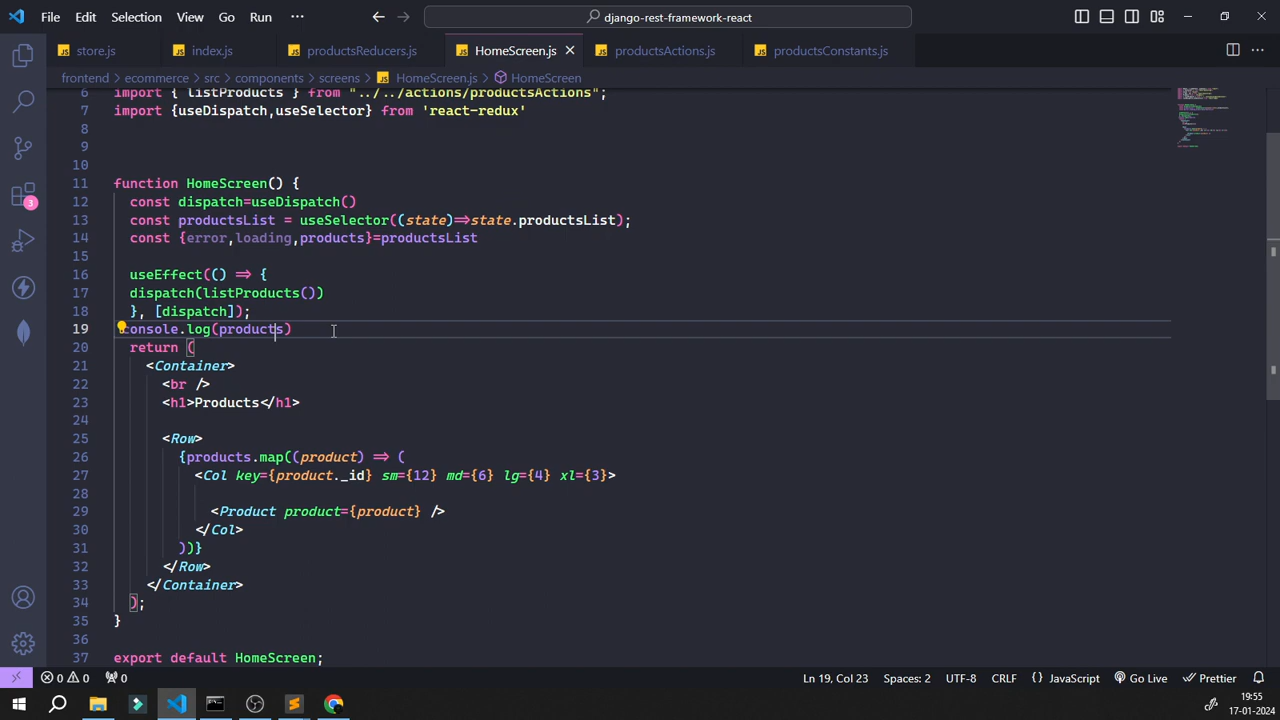 File Edit Selection View Go Run ··· django-rest-framework-react
store.js index.js productsReducers.js HomeScreen.js productsActions.js productsConstants.js
frontend > ecommerce > src > components > screens > HomeScreen.js > HomeScreen
6 import { listProducts } from "../../actions/productsActions";
7 import {useDispatch,useSelector} from 'react-redux'
8
9
10
11 function HomeScreen() {
12 const dispatch=useDispatch()
13 const productsList = useSelector((state)=>state.productsList);
14 const {error,loading,products}=productsList
15
16 useEffect(() => {
17 dispatch(listProducts())
18 }, [dispatch]);
19 console.log(products)
20 return (
21 <Container>
22 <br />
23 <h1>Products</h1>
24
25 <Row>
26 {products.map((product) => (
27 <Col key={product._id} sm={12} md={6} lg={4} xl={3}>
28
29 <Product product={product} />
30 </Col>
31 ))}
32 </Row>
33 </Container>
34 );
35 }
36
37 export default HomeScreen;
3
0 0 0 Ln 19, Col 23 Spaces: 2 UTF-8 CRLF { } JavaScript Go Live Prettier
19:55
17-01-2024